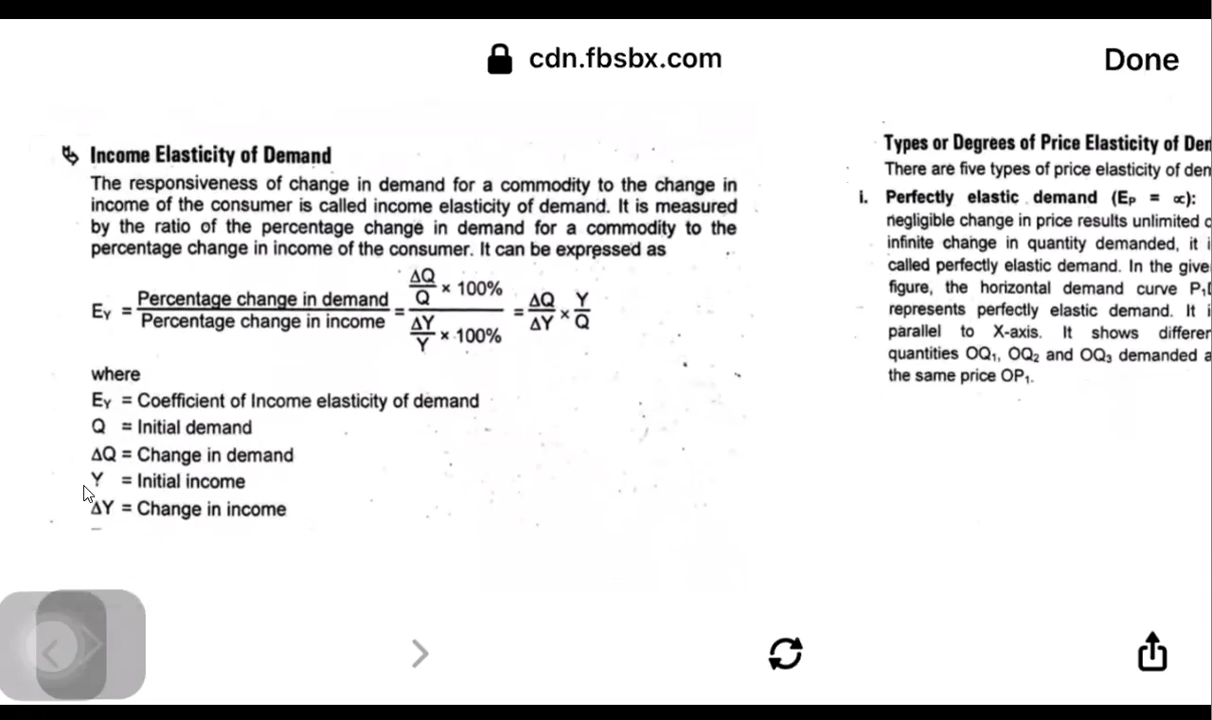 cdn.fbsbx.com
Done
Income Elasticity of Demand
The responsiveness of change in demand for a commodity to the change in
income of the consumer is called income elasticity of demand. It is measured
by the ratio of the percentage change in demand for a commodity to the
percentage change in income of the consumer. It can be expressed as
E_Y = Percentage change in demand / Percentage change in income = (ΔQ/Q × 100%) / (ΔY/Y × 100%) = ΔQ/ΔY × Y/Q
where
E_Y = Coefficient of Income elasticity of demand
Q = Initial demand
ΔQ = Change in demand
Y = Initial income
ΔY = Change in income
Types or Degrees of Price Elasticity of
There are five types of price elasticity of
i. Perfectly elastic demand (E_P = ∝):
negligible change in price results unlimited
infinite change in quantity demanded, it
called perfectly elastic demand. In the
figure, the horizontal demand curve
represents perfectly elastic demand. It
parallel to X-axis. It shows
quantities OQ₁, OQ₂ and OQ₃ demanded
the same price OP₁.